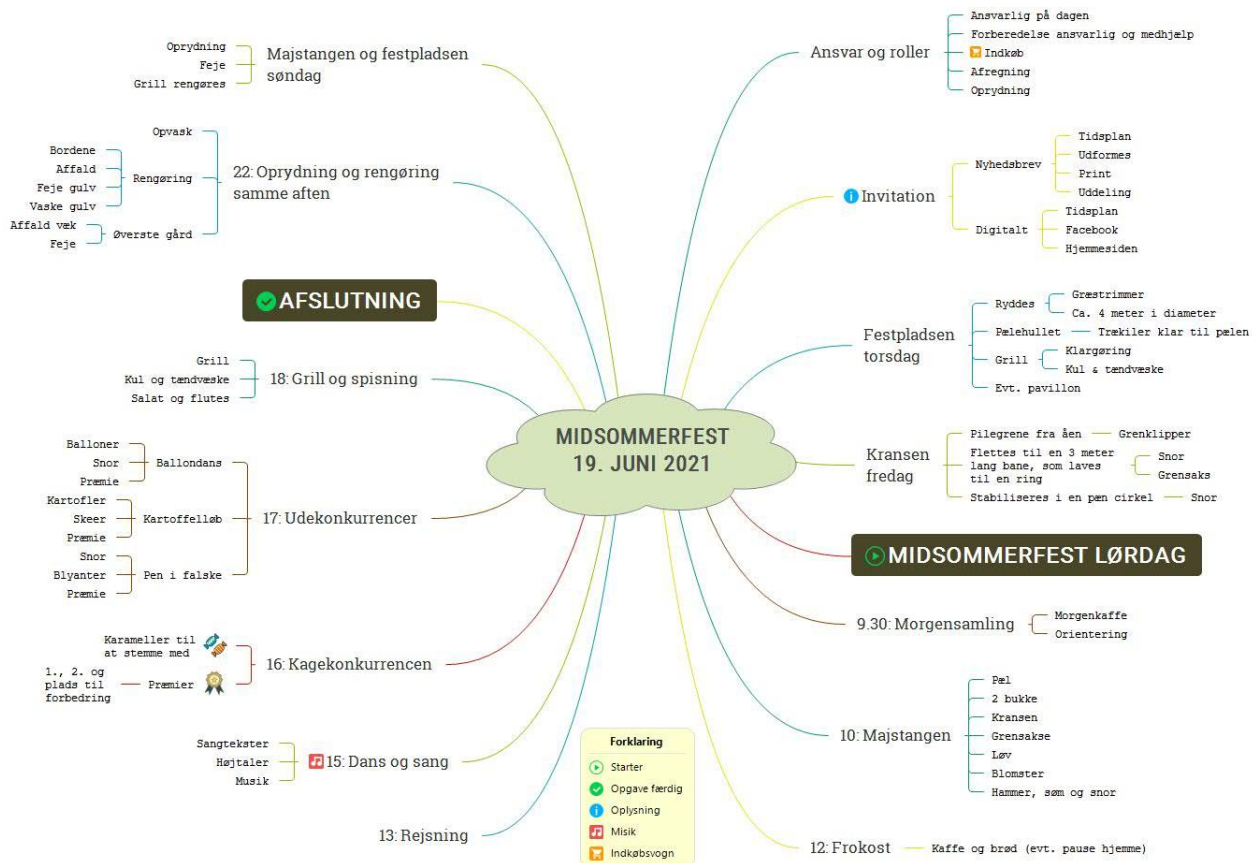 MIDSOMMERFEST
19. JUNI 2021
Ansvar og roller
Ansvarlig på dagen
Forberedelse ansvarlig og medhjælp
Indkøb
Afregning
Oprydning
Invitation
Nyhedsbrev
Tidsplan
Udformes
Print
Uddeling
Digitalt
Tidsplan
Facebook
Hjemmesiden
Festpladsen
torsdag
Ryddes
Græstrimmer
Ca. 4 meter i diameter
Pælehullet
Trækiler klar til pælen
Grill
Klargøring
Kul & tændvæske
Evt. pavillon
Kransen
fredag
Pilegrene fra åen
Grenklipper
Flettes til en 3 meter
lang bane, som laves
til en ring
Snor
Grensaks
Stabiliseres i en pæn cirkel
Snor
MIDSOMMERFEST LØRDAG
9.30: Morgensamling
Morgenkaffe
Orientering
10: Majstangen
Pæl
2 bukke
Kransen
Grensakse
Løv
Blomster
Hammer, søm og snor
12: Frokost
Kaffe og brød (evt. pause hjemme)
13: Rejsning
15: Dans og sang
Sangtekster
Højtaler
Musik
16: Kagekonkurrencen
Karameller til
at stemme med
Præmier
1., 2. og
plads til
forbedring
17: Udekonkurrencer
Ballondans
Balloner
Snor
Præmie
Kartoffelløb
Kartofler
Skeer
Præmie
Pen i falske
Snor
Blyanter
Præmie
18: Grill og spisning
Grill
Kul og tændvæske
Salat og flutes
AFSLUTNING
22: Oprydning og rengøring
samme aften
Opvask
Rengøring
Bordene
Affald
Feje gulv
Vaske gulv
Øverste gård
Affald væk
Feje
Majstangen og festpladsen
søndag
Oprydning
Feje
Grill rengøres
Forklaring
Starter
Opgave færdig
Oplysning
Misik
Indkøbsvogn